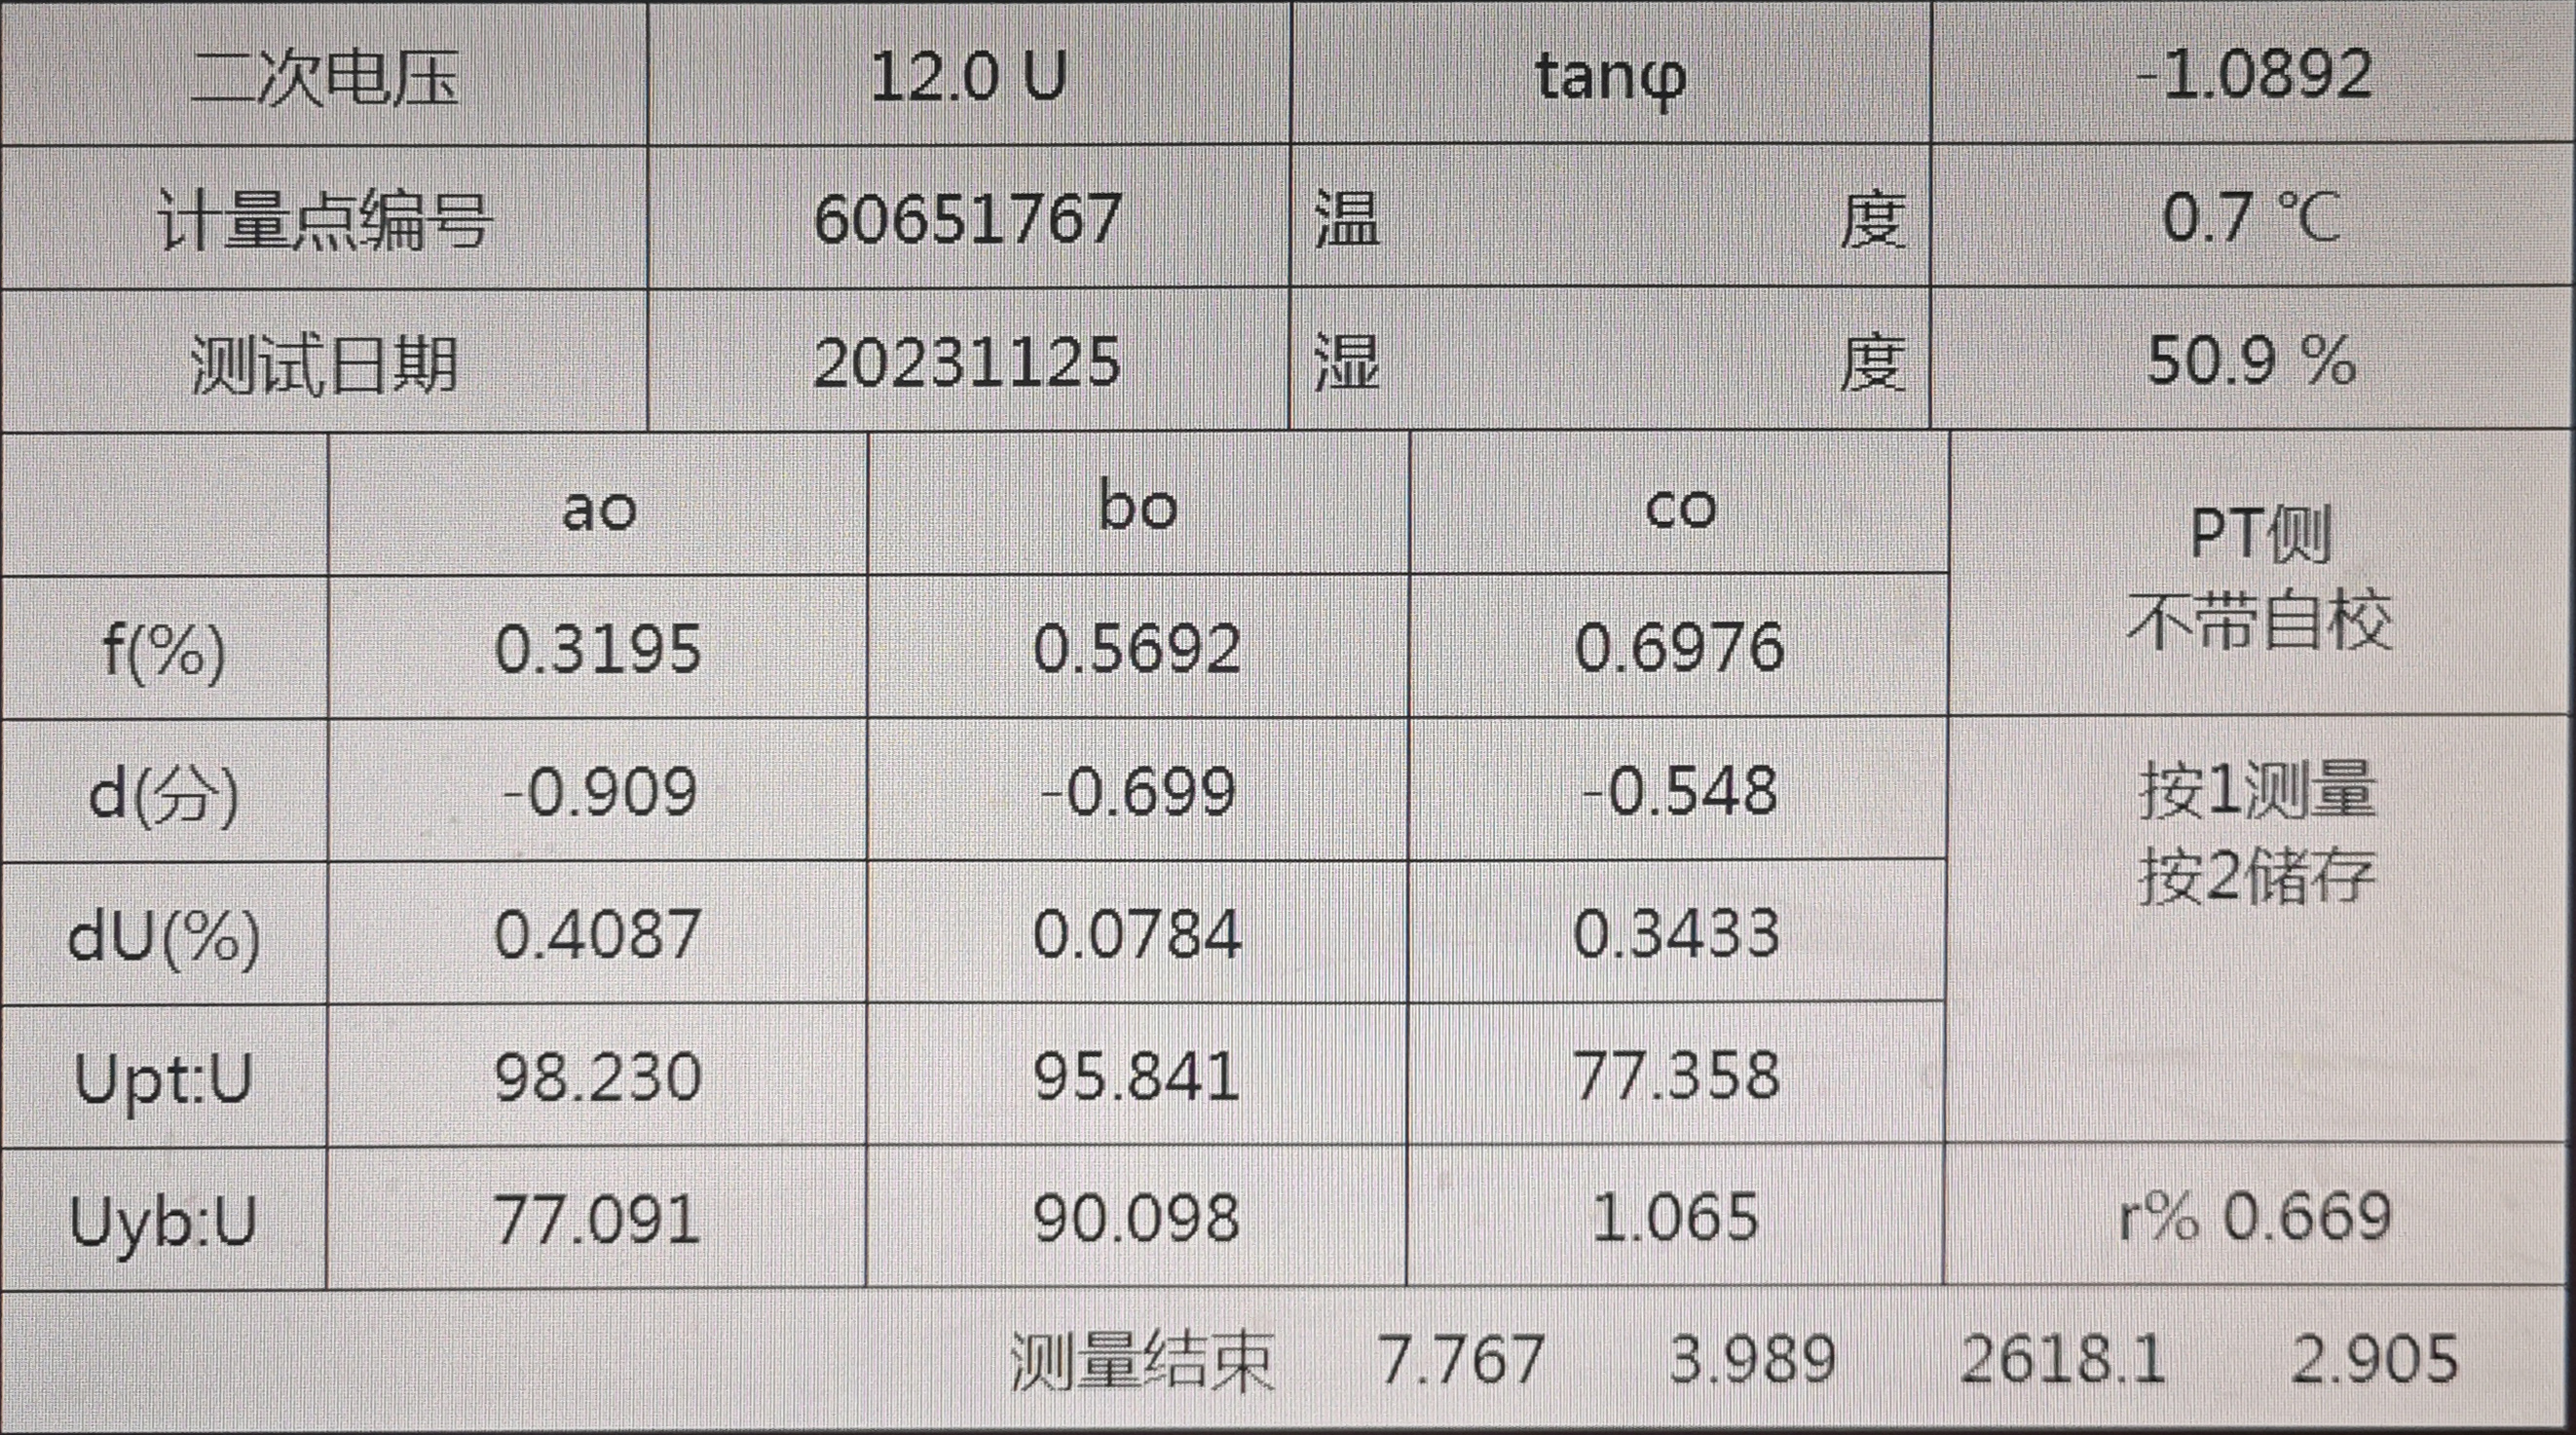 二次电压 12.0 U tanφ -1.0892
计量点编号 60651767 温度 0.7 ℃
测试日期 20231125 湿度 50.9 %
ao bo co PT侧
不带自校
f(%) 0.3195 0.5692 0.6976
d(分) -0.909 -0.699 -0.548 按1测量
按2储存
dU(%) 0.4087 0.0784 0.3433
Upt:U 98.230 95.841 77.358
Uyb:U 77.091 90.098 1.065 r% 0.669
测量结束 7.767 3.989 2618.1 2.905